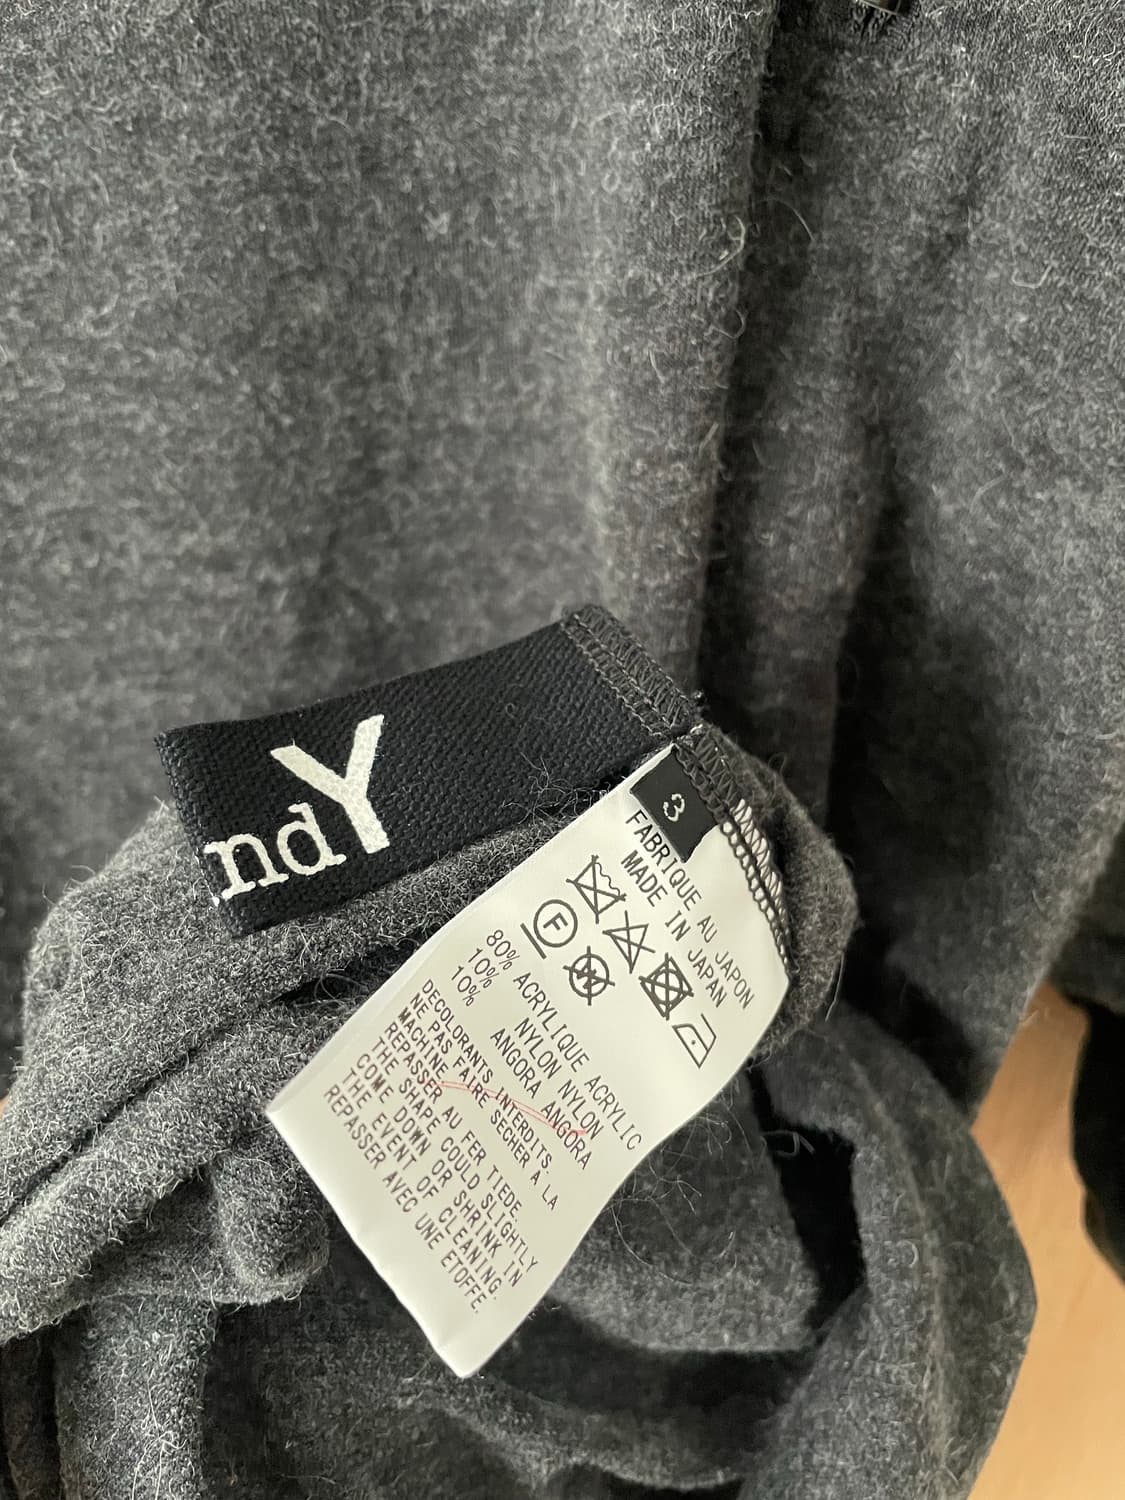 ndY
3
FABRIQUE AU JAPON
MADE IN JAPAN
F
W
80% ACRYLIQUE ACRYLIC
10% NYLON NYLON
10% ANGORA ANGORA
DECOLORANTS INTERDITS.
NE PAS FAIRE SECHER À LA
MACHINE
REPASSER AU FER TIEDE.
THE SHAPE COULD SLIGHTLY
COME DOWN OR SHRINK IN
THE EVENT OF CLEANING.
REPASSER AVEC UNE ETOFFE.